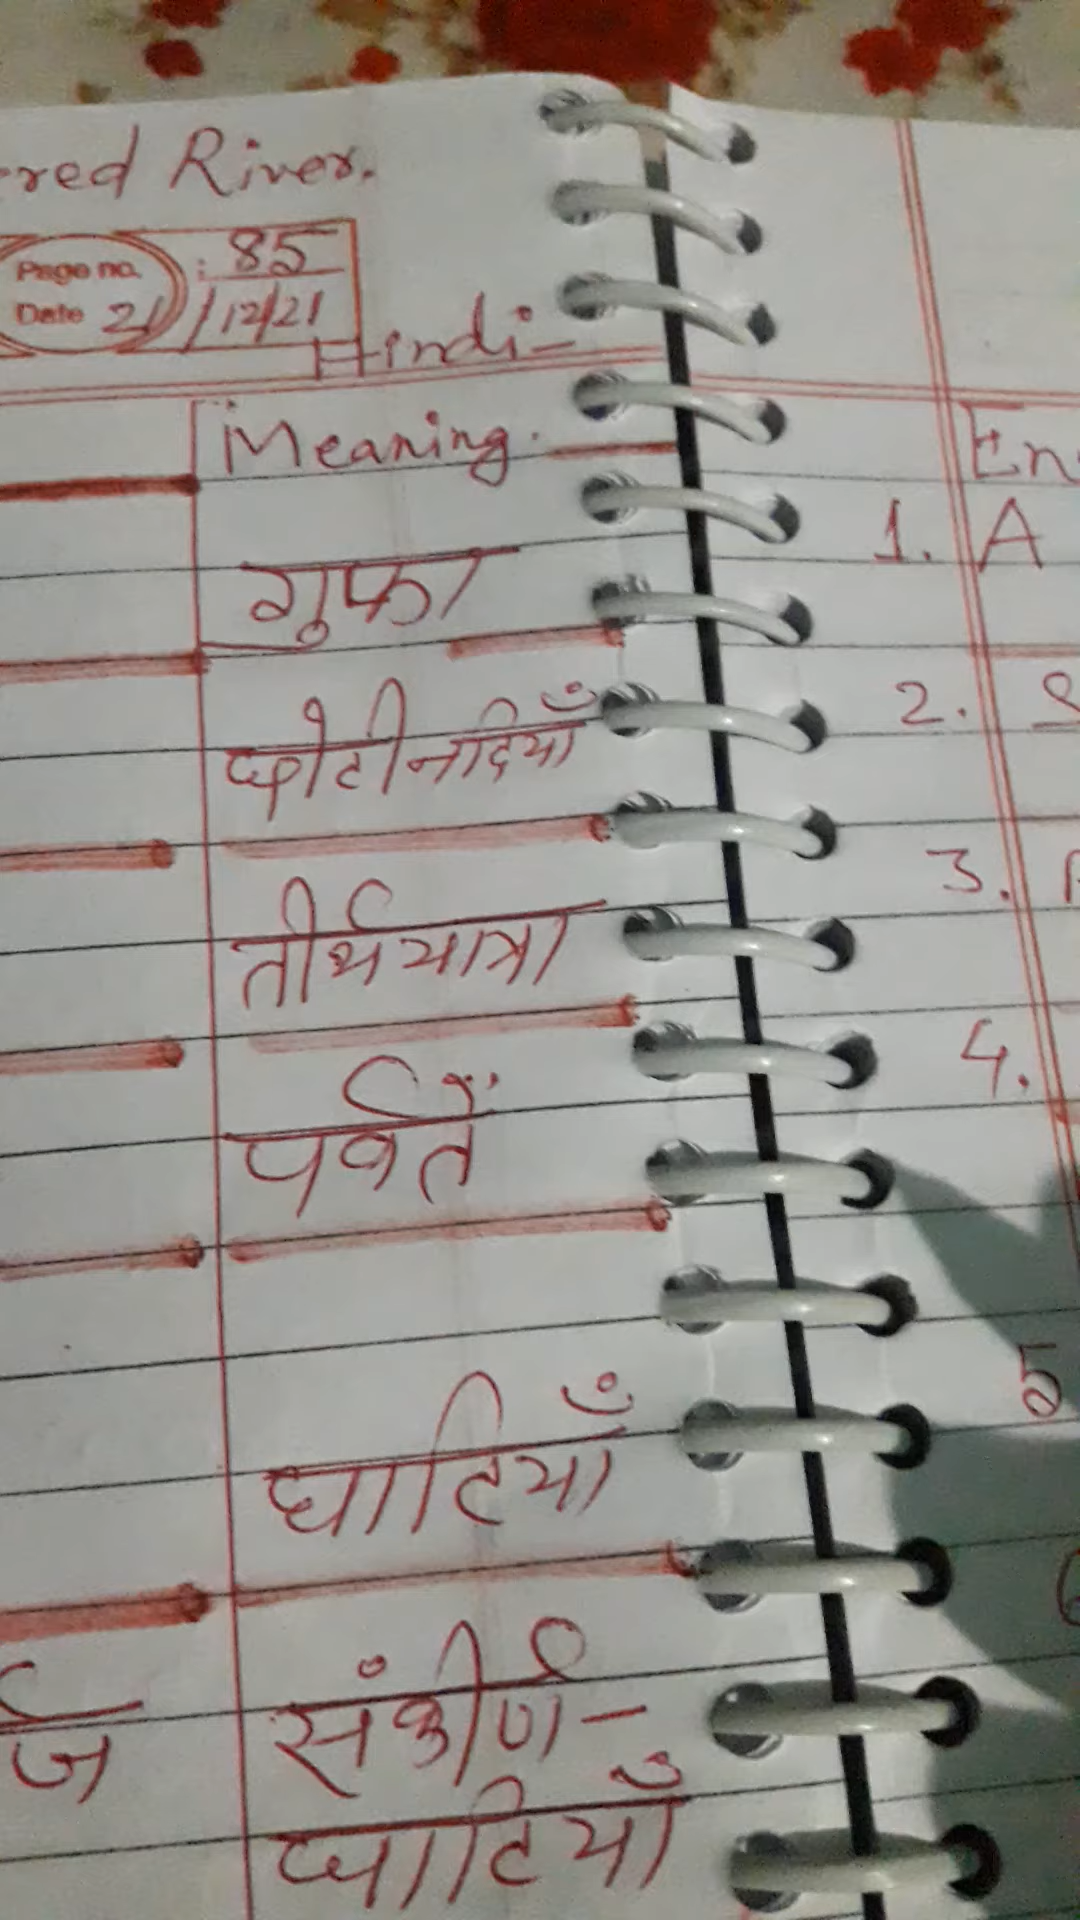 red River.
Page no. : 85
Date 21/12/21
Hindi-
Meaning.
En
गुफा
1. A
छोटी नदियाँ
2. S
तीर्थयात्रा
3.
पर्वतें
4.
घाटियाँ
5
संकीर्ण-
6
र्ज
घाटियाँ